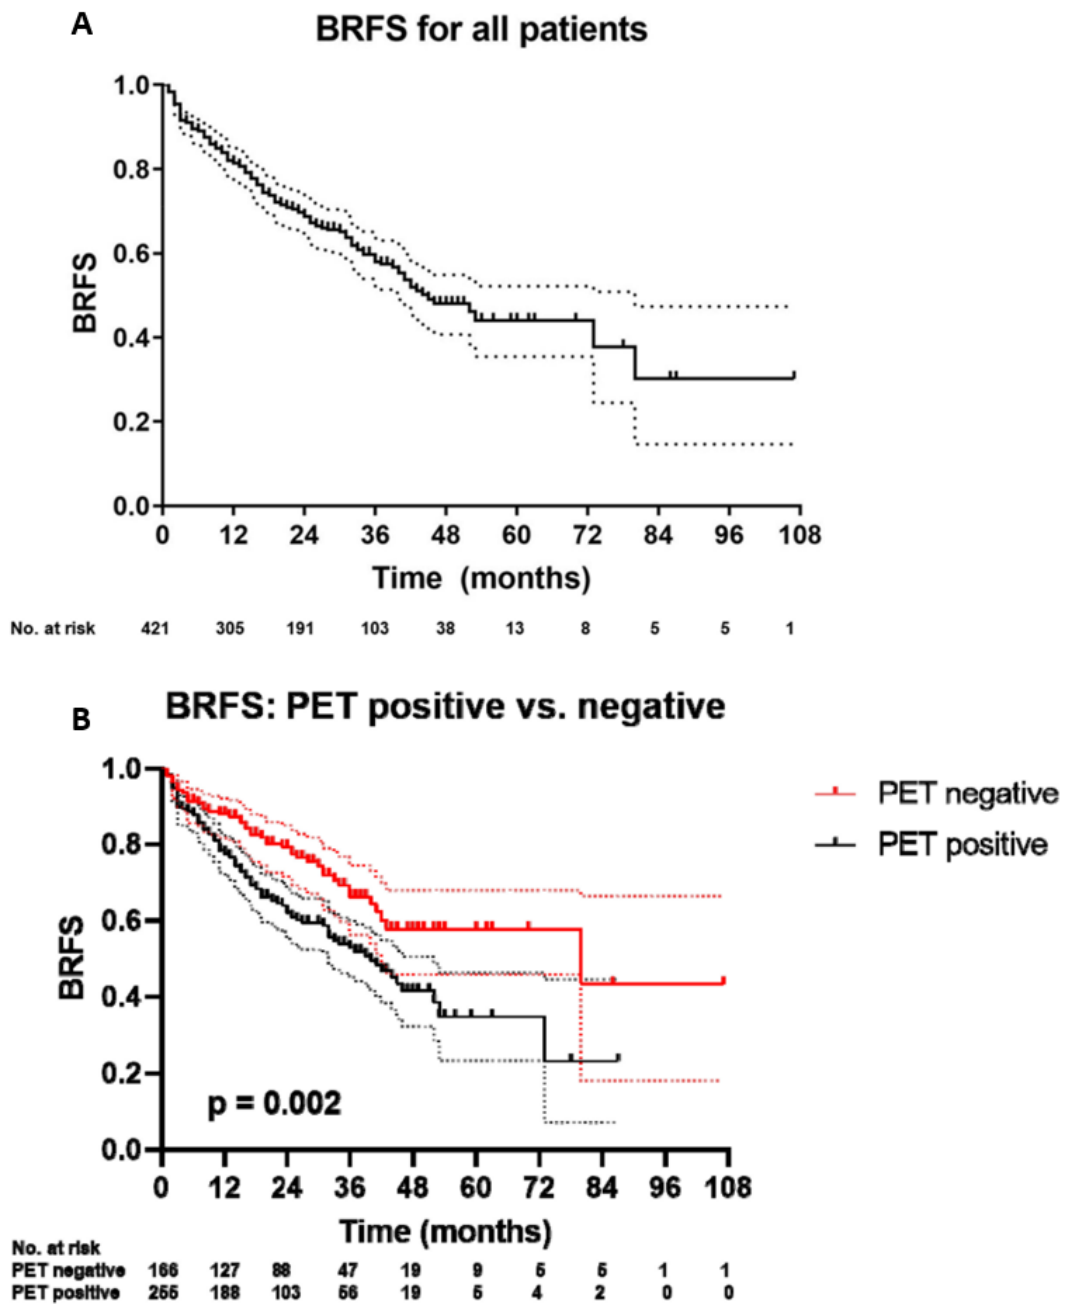 A
BRFS for all patients
1.0
0.8
0.6
0.4
0.2
0.0
BRFS
0 12 24 36 48 60 72 84 96 108
Time (months)
No. at risk 421 305 191 103 38 13 8 5 5 1
B
BRFS: PET positive vs. negative
1.0
0.8
0.6
0.4
0.2
0.0
BRFS
PET negative
PET positive
p = 0.002
0 12 24 36 48 60 72 84 96 108
Time (months)
No. at risk
PET negative 166 127 88 47 19 9 5 5 1 1
PET positive 255 188 103 56 19 5 4 2 0 0